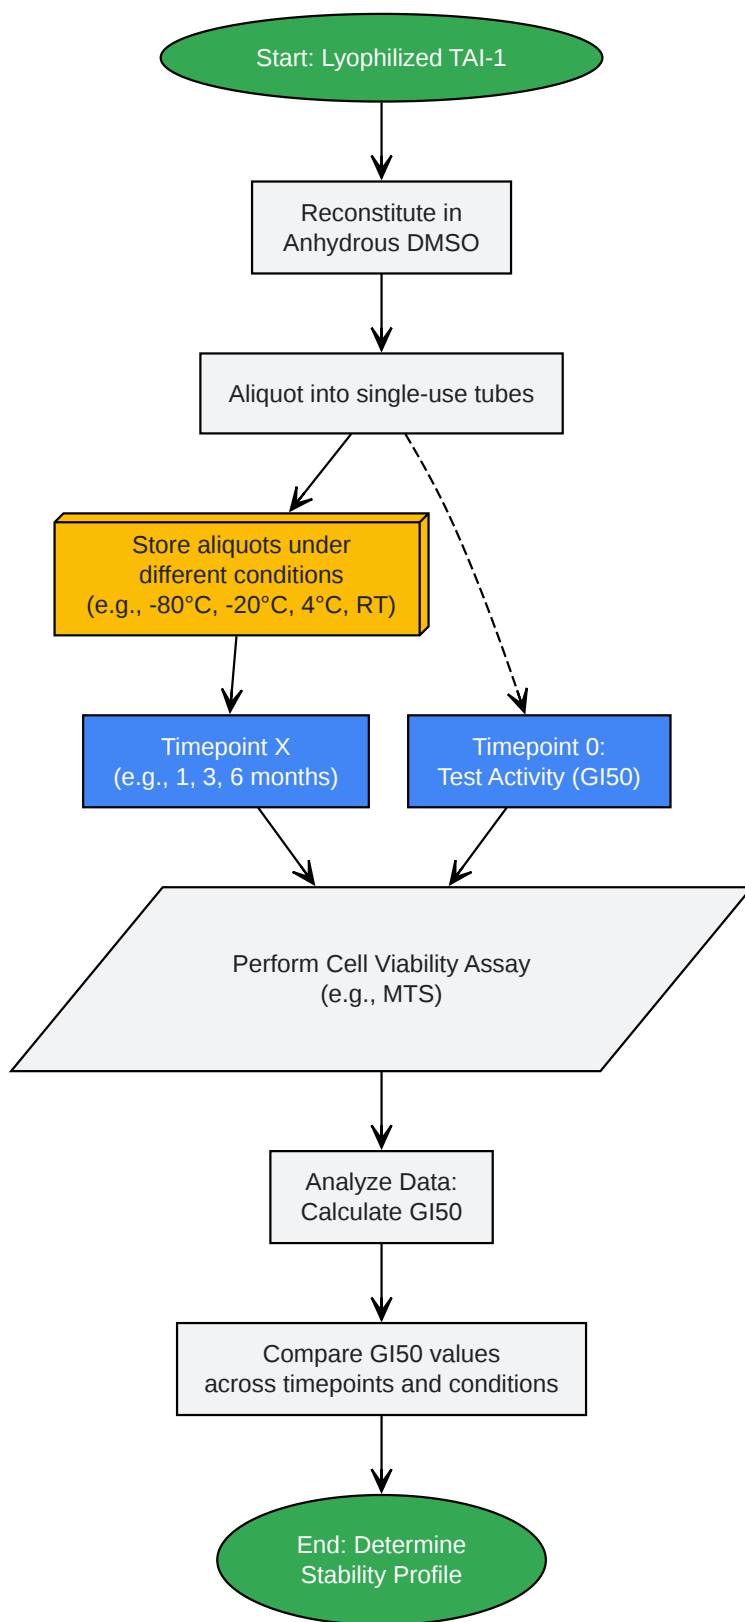 Start: Lyophilized TAI-1
Reconstitute in
Anhydrous DMSO
Aliquot into single-use tubes
Store aliquots under
different conditions
(e.g., -80°C, -20°C, 4°C, RT)
Timepoint X
(e.g., 1, 3, 6 months)
Timepoint 0:
Test Activity (GI50)
Perform Cell Viability Assay
(e.g., MTS)
Analyze Data:
Calculate GI50
Compare GI50 values
across timepoints and conditions
End: Determine
Stability Profile